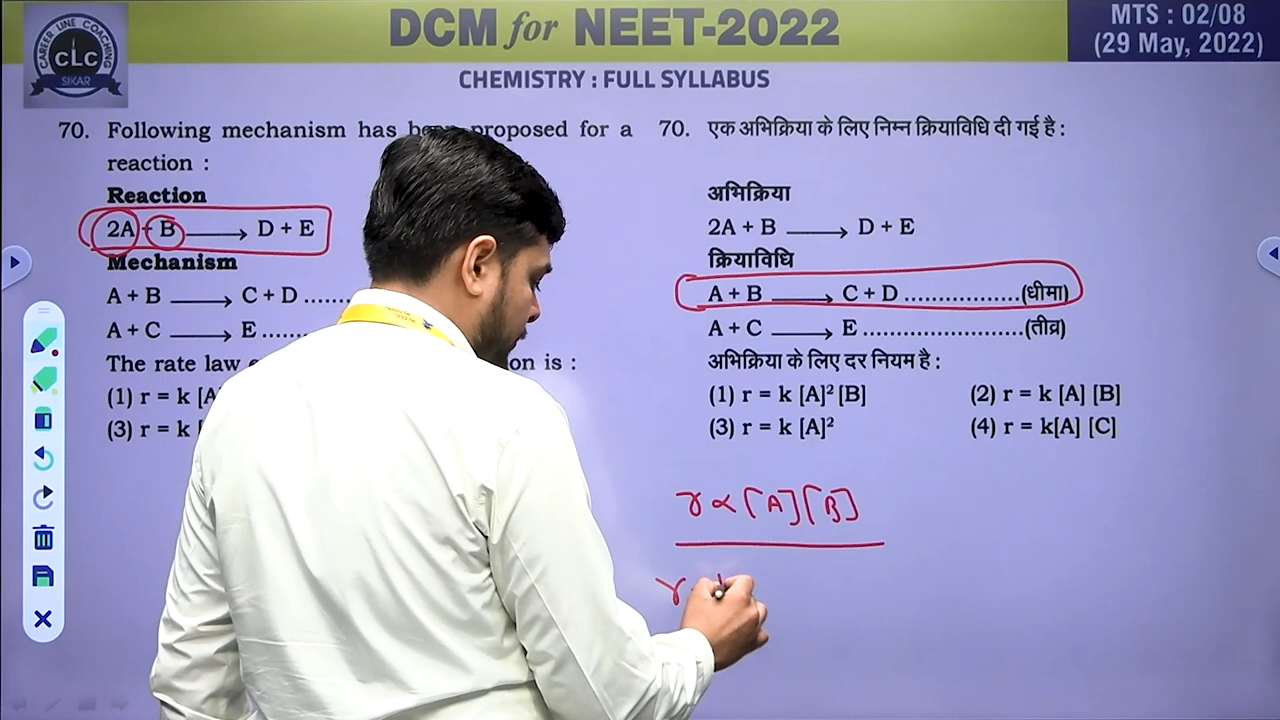 DCM for NEET-2022
MTS : 02/08
(29 May, 2022)
CAREER LINE COACHING
CLC
SIKAR
CHEMISTRY : FULL SYLLABUS
70. Following mechanism has proposed for a
reaction :
Reaction
2A + B ⟶ D + E
Mechanism
A + B ⟶ C + D .......
A + C ⟶ E .......
The rate law is :
(1) r = k [A
(3) r = k [
70. एक अभिक्रिया के लिए निम्न क्रियाविधि दी गई है :
अभिक्रिया
2A + B ⟶ D + E
क्रियाविधि
A + B ⟶ C + D .................(धीमा)
A + C ⟶ E ........................(तीव्र)
अभिक्रिया के लिए दर नियम है :
(1) r = k [A]² [B] (2) r = k [A] [B]
(3) r = k [A]² (4) r = k[A] [C]
r ∝ [A][B]
r